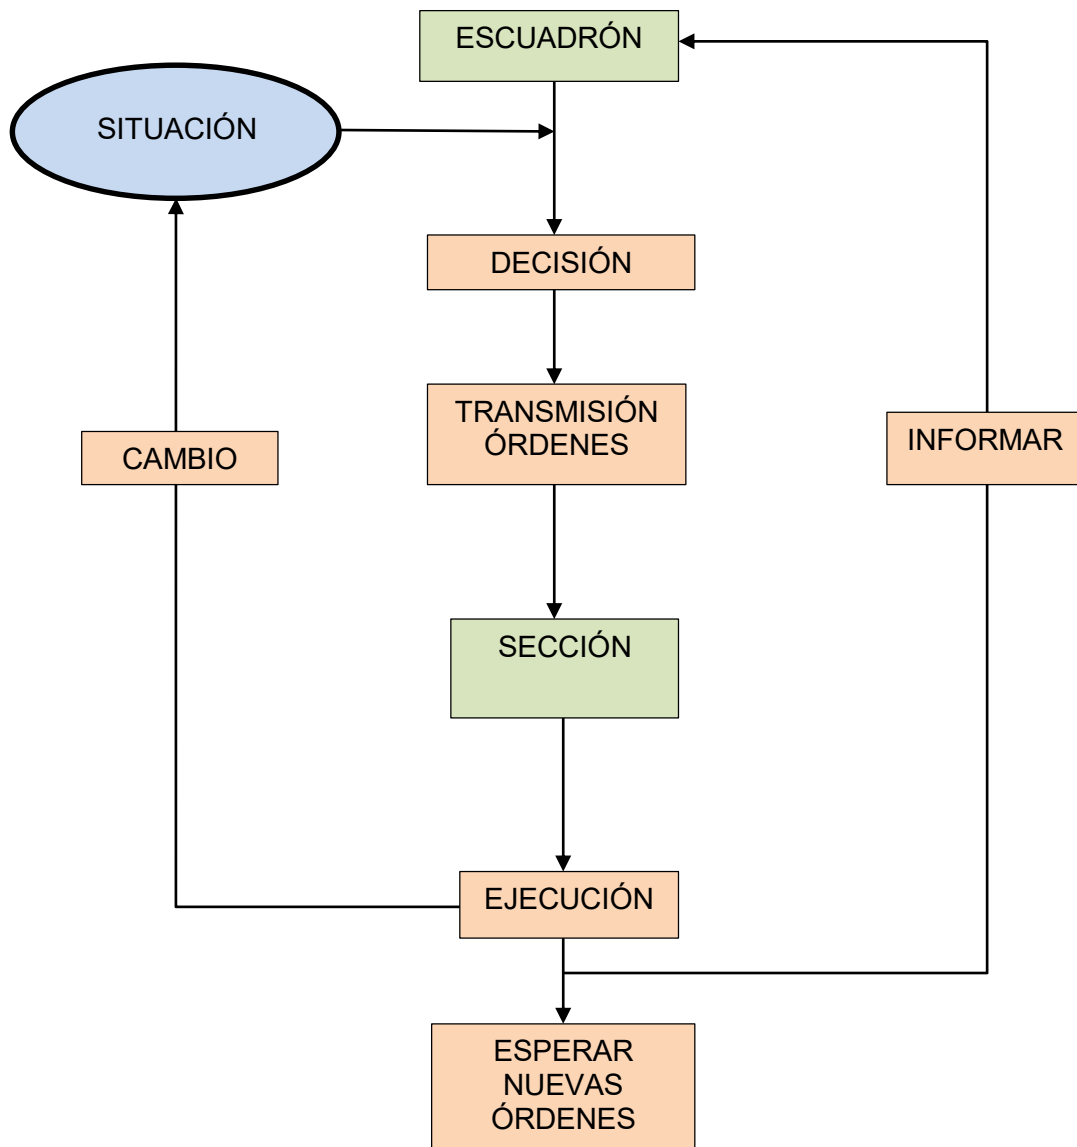 ESCUADRÓN
SITUACIÓN
DECISIÓN
TRANSMISIÓN
ÓRDENES
CAMBIO
INFORMAR
SECCIÓN
EJECUCIÓN
ESPERAR
NUEVAS
ÓRDENES